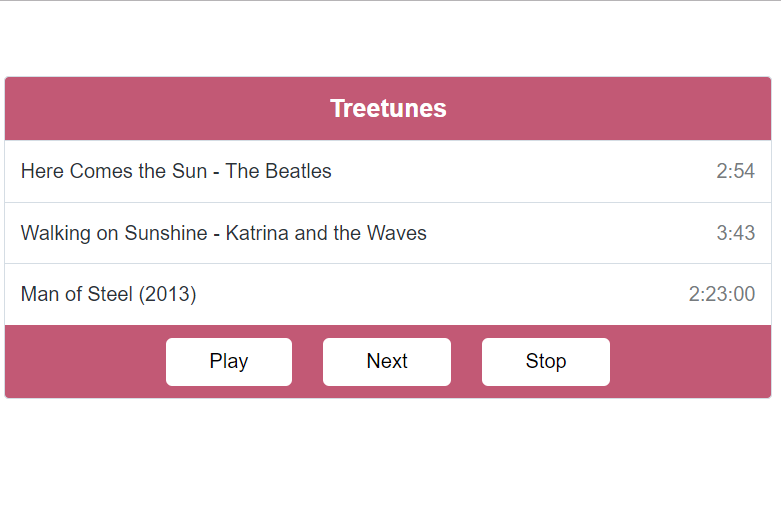 Treetunes
Here Comes the Sun - The Beatles 2:54
Walking on Sunshine - Katrina and the Waves 3:43
Man of Steel (2013) 2:23:00
Play Next Stop